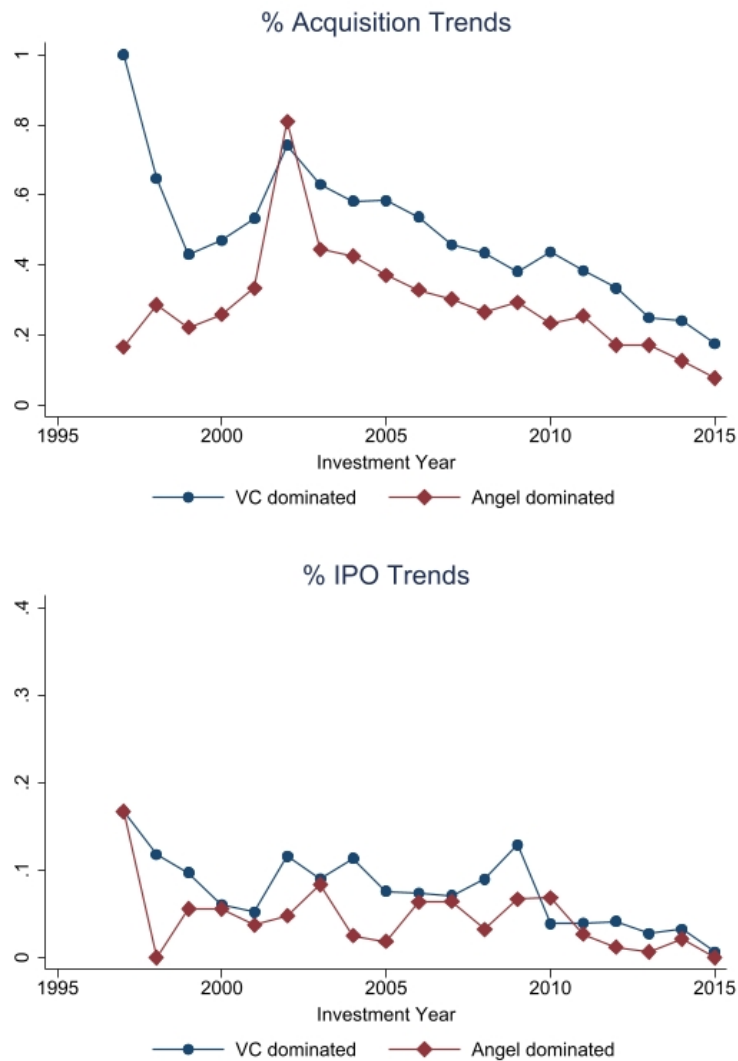 % Acquisition Trends
1
.8
.6
.4
.2
0
1995 2000 2005 2010 2015
Investment Year
VC dominated Angel dominated
% IPO Trends
.4
.3
.2
.1
0
1995 2000 2005 2010 2015
Investment Year
VC dominated Angel dominated